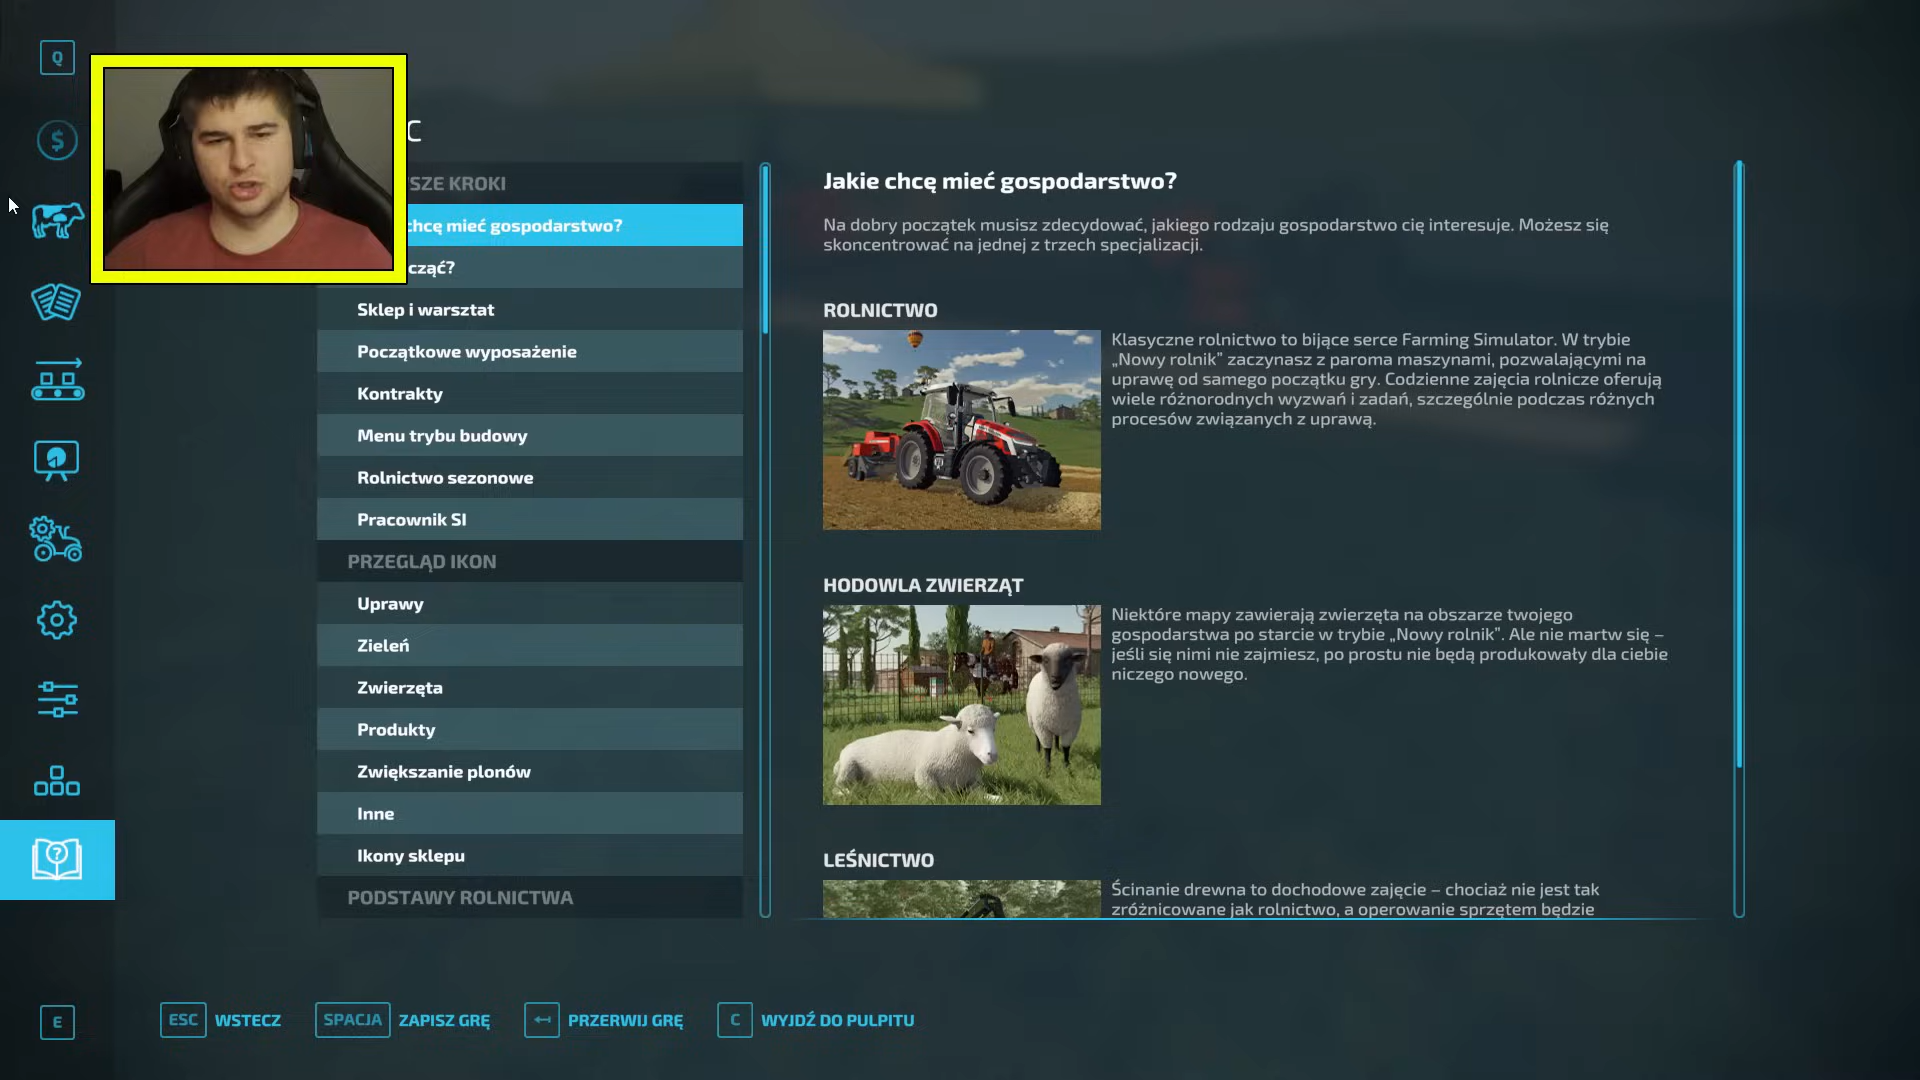 Q
$
C
SZE KROKI
chcę mieć gospodarstwo?
cząć?
Sklep i warsztat
Początkowe wyposażenie
Kontrakty
Menu trybu budowy
Rolnictwo sezonowe
Pracownik SI
PRZEGLĄD IKON
Uprawy
Zieleń
Zwierzęta
Produkty
Zwiększanie plonów
Inne
Ikony sklepu
PODSTAWY ROLNICTWA
Jakie chcę mieć gospodarstwo?
Na dobry początek musisz zdecydować, jakiego rodzaju gospodarstwo cię interesuje. Możesz się
skoncentrować na jednej z trzech specjalizacji.
ROLNICTWO
Klasyczne rolnictwo to bijące serce Farming Simulator. W trybie
„Nowy rolnik” zaczynasz z paroma maszynami, pozwalającymi na
uprawę od samego początku gry. Codzienne zajęcia rolnicze oferują
wiele różnorodnych wyzwań i zadań, szczególnie podczas różnych
procesów związanych z uprawą.
HODOWLA ZWIERZĄT
Niektóre mapy zawierają zwierzęta na obszarze twojego
gospodarstwa po starcie w trybie „Nowy rolnik”. Ale nie martw się –
jeśli się nimi nie zajmiesz, po prostu nie będą produkowały dla ciebie
niczego nowego.
LEŚNICTWO
Ścinanie drewna to dochodowe zajęcie – chociaż nie jest tak
zróżnicowane jak rolnictwo, a operowanie sprzętem będzie
E
ESC WSTECZ SPACJA ZAPISZ GRĘ PRZERWIJ GRĘ C WYJDŹ DO PULPITU